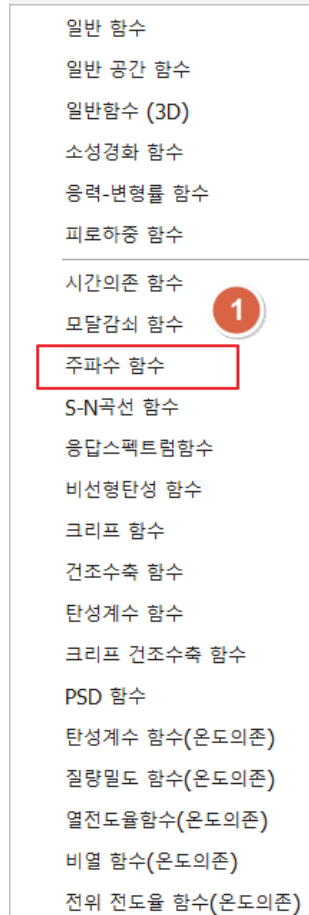 일반 함수
일반 공간 함수
일반함수 (3D)
소성경화 함수
응력-변형률 함수
피로하중 함수
시간의존 함수
모달감쇠 함수
1
주파수 함수
S-N곡선 함수
응답스펙트럼함수
비선형탄성 함수
크리프 함수
건조수축 함수
탄성계수 함수
크리프 건조수축 함수
PSD 함수
탄성계수 함수(온도의존)
질량밀도 함수(온도의존)
열전도율함수(온도의존)
비열 함수(온도의존)
전위 전도율 함수(온도의존)